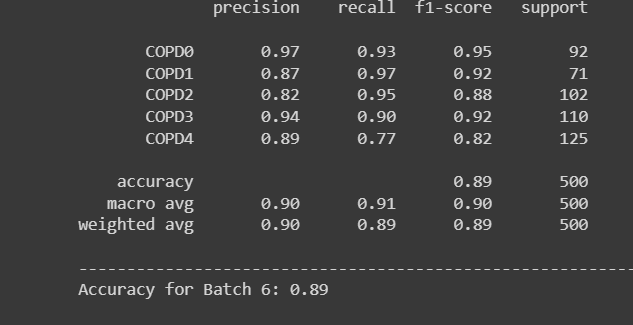 precision recall f1-score support
COPD0 0.97 0.93 0.95 92
COPD1 0.87 0.97 0.92 71
COPD2 0.82 0.95 0.88 102
COPD3 0.94 0.90 0.92 110
COPD4 0.89 0.77 0.82 125
accuracy 0.89 500
macro avg 0.90 0.91 0.90 500
weighted avg 0.90 0.89 0.89 500
----------------------------------------------------------
Accuracy for Batch 6: 0.89